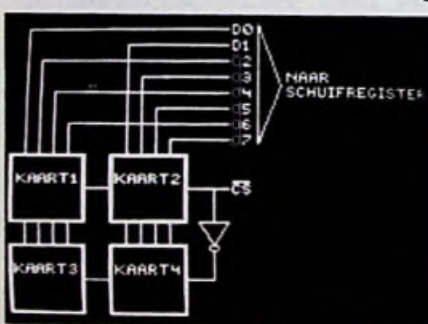 D0
D1
D2
D3
D4
D5
D6
D7
NAAR
SCHUIFREGISTER
KAART1
KAART2
CS
KAART3
KAART4